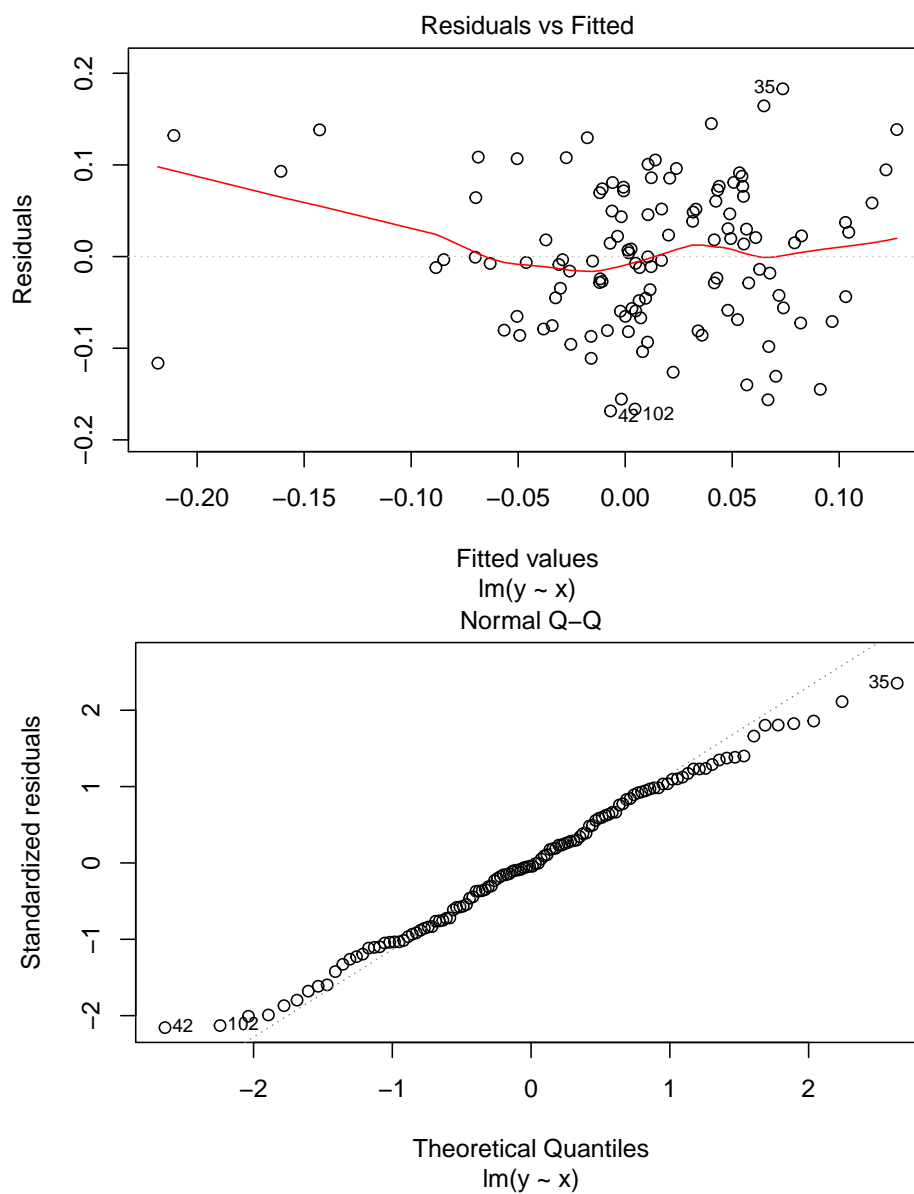 Residuals vs Fitted
Residuals
0.2
0.1
0.0
−0.1
−0.2
35
42
102
−0.20 −0.15 −0.10 −0.05 0.00 0.05 0.10
Fitted values
lm(y ~ x)
Normal Q−Q
Standardized residuals
2
1
0
−1
−2
35
42
102
−2 −1 0 1 2
Theoretical Quantiles
lm(y ~ x)